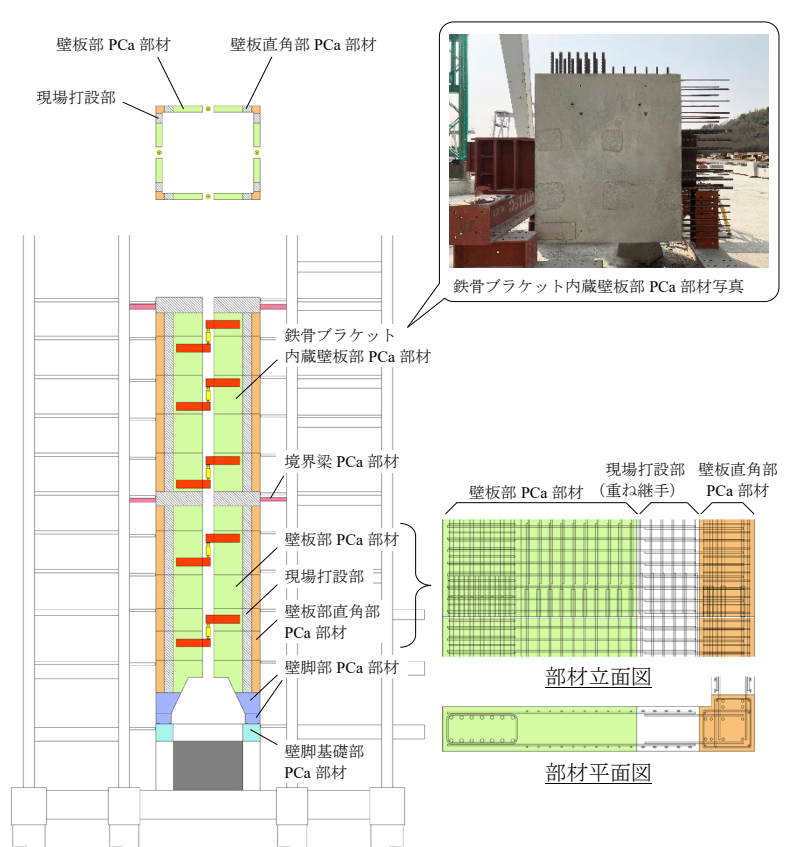 壁板部 PCa 部材
壁板直角部 PCa 部材
現場打設部
鉄骨ブラケット内蔵壁板部 PCa 部材写真
鉄骨ブラケット
内蔵壁板部 PCa 部材
境界梁 PCa 部材
壁板部 PCa 部材
現場打設部
壁板部直角部
PCa 部材
壁脚部 PCa 部材
壁脚基礎部
PCa 部材
壁板部 PCa 部材
現場打設部
（重ね継手）
壁板直角部
PCa 部材
部材立面図
部材平面図